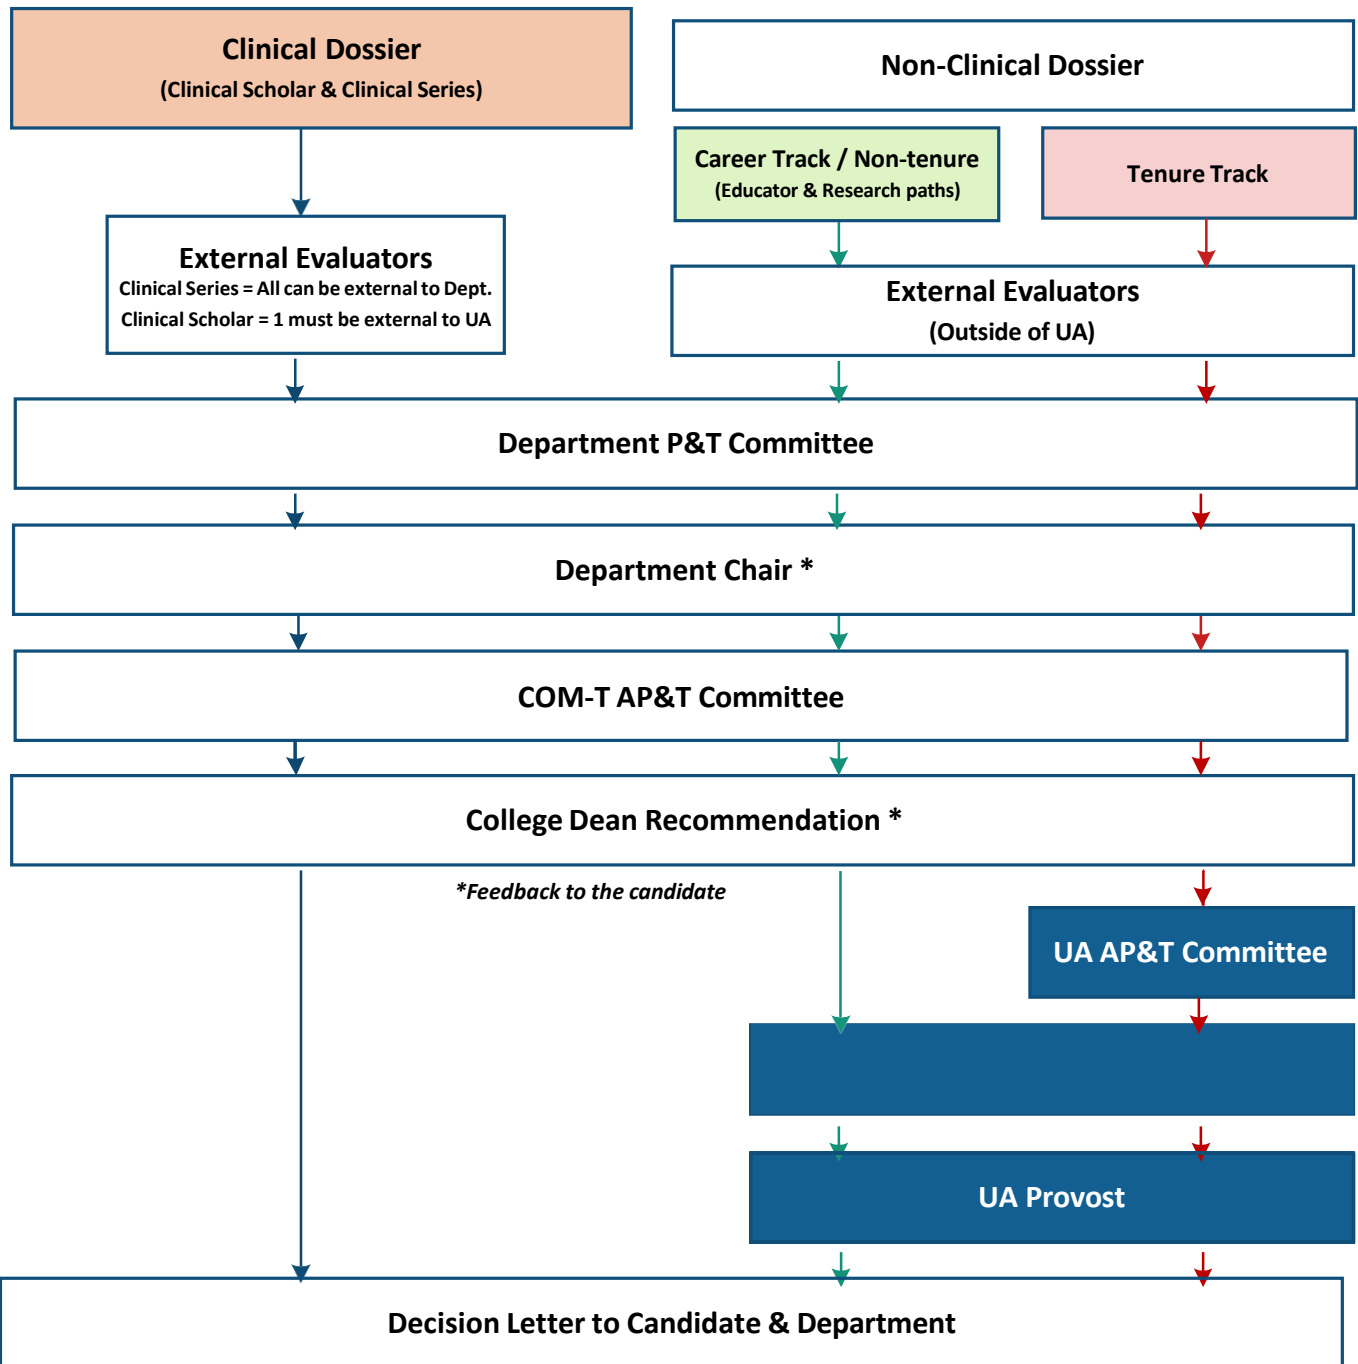 Clinical Dossier
(Clinical Scholar & Clinical Series)
Non-Clinical Dossier
Career Track / Non-tenure
(Educator & Research paths)
Tenure Track
External Evaluators
Clinical Series = All can be external to Dept.
Clinical Scholar = 1 must be external to UA
External Evaluators
(Outside of UA)
Department P&T Committee
Department Chair *
COM-T AP&T Committee
College Dean Recommendation *
*Feedback to the candidate
UA AP&T Committee
UA Provost
Decision Letter to Candidate & Department